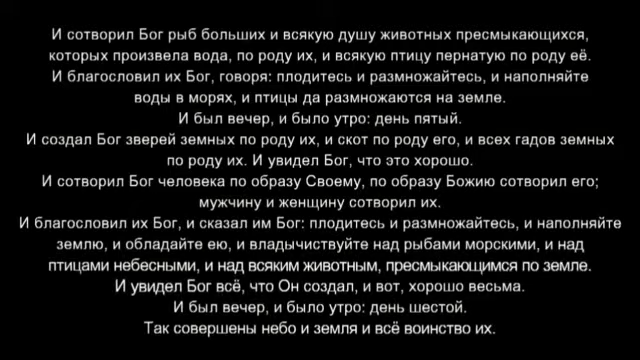 И сотворил Бог рыб больших и всякую душу животных пресмыкающихся,
которых произвела вода, по роду их, и всякую птицу пернатую по роду её.
И благословил их Бог, говоря: плодитесь и размножайтесь, и наполняйте
воды в морях, и птицы да размножаются на земле.
И был вечер, и было утро: день пятый.
И создал Бог зверей земных по роду их, и скот по роду его, и всех гадов земных
по роду их. И увидел Бог, что это хорошо.
И сотворил Бог человека по образу Своему, по образу Божию сотворил его;
мужчину и женщину сотворил их.
И благословил их Бог, и сказал им Бог: плодитесь и размножайтесь, и наполняйте
землю, и обладайте ею, и владычествуйте над рыбами морскими, и над
птицами небесными, и над всяким животным, пресмыкающимся по земле.
И увидел Бог всё, что Он создал, и вот, хорошо весьма.
И был вечер, и было утро: день шестой.
Так совершены небо и земля и всё воинство их.